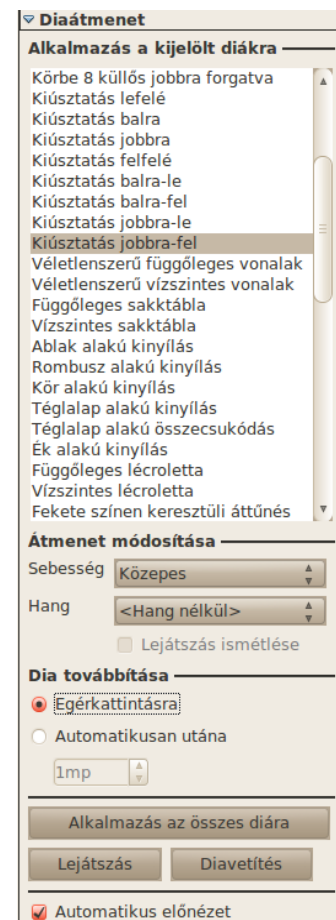 Diaátmenet
Alkalmazás a kijelölt diákra
Körbe 8 küllős jobbra forgatva
Kiúsztatás lefelé
Kiúsztatás balra
Kiúsztatás jobbra
Kiúsztatás felfelé
Kiúsztatás balra-le
Kiúsztatás balra-fel
Kiúsztatás jobbra-le
Kiúsztatás jobbra-fel
Véletlenszerű függőleges vonalak
Véletlenszerű vízszintes vonalak
Függőleges sakktábla
Vízszintes sakktábla
Ablak alakú kinyílás
Rombusz alakú kinyílás
Kör alakú kinyílás
Téglalap alakú kinyílás
Téglalap alakú összecsukódás
Ék alakú kinyílás
Függőleges lécroletta
Vízszintes lécroletta
Fekete színen keresztüli áttűnés
Átmenet módosítása
Sebesség Közepes
Hang <Hang nélkül>
Lejátszás ismétlése
Dia továbbítása
Egérkattintásra
Automatikusan utána
1mp
Alkalmazás az összes diára
Lejátszás Diavetítés
Automatikus előnézet